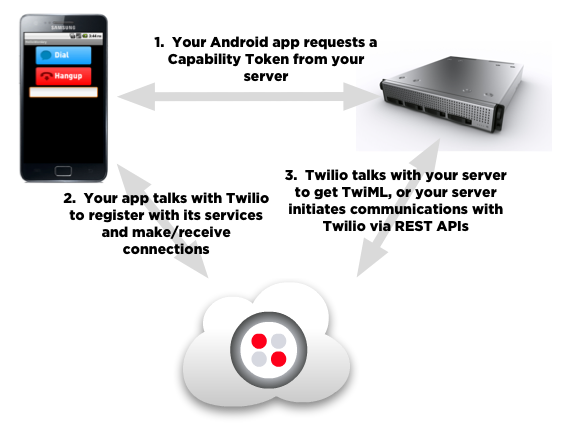 SAMSUNG
Dial
Hangup
1.  Your Android app requests a
Capability Token from your
server
2.  Your app talks with Twilio
to register with its services
and make/receive
connections
3.  Twilio talks with your server
to get TwiML, or your server
initiates communications with
Twilio via REST APIs